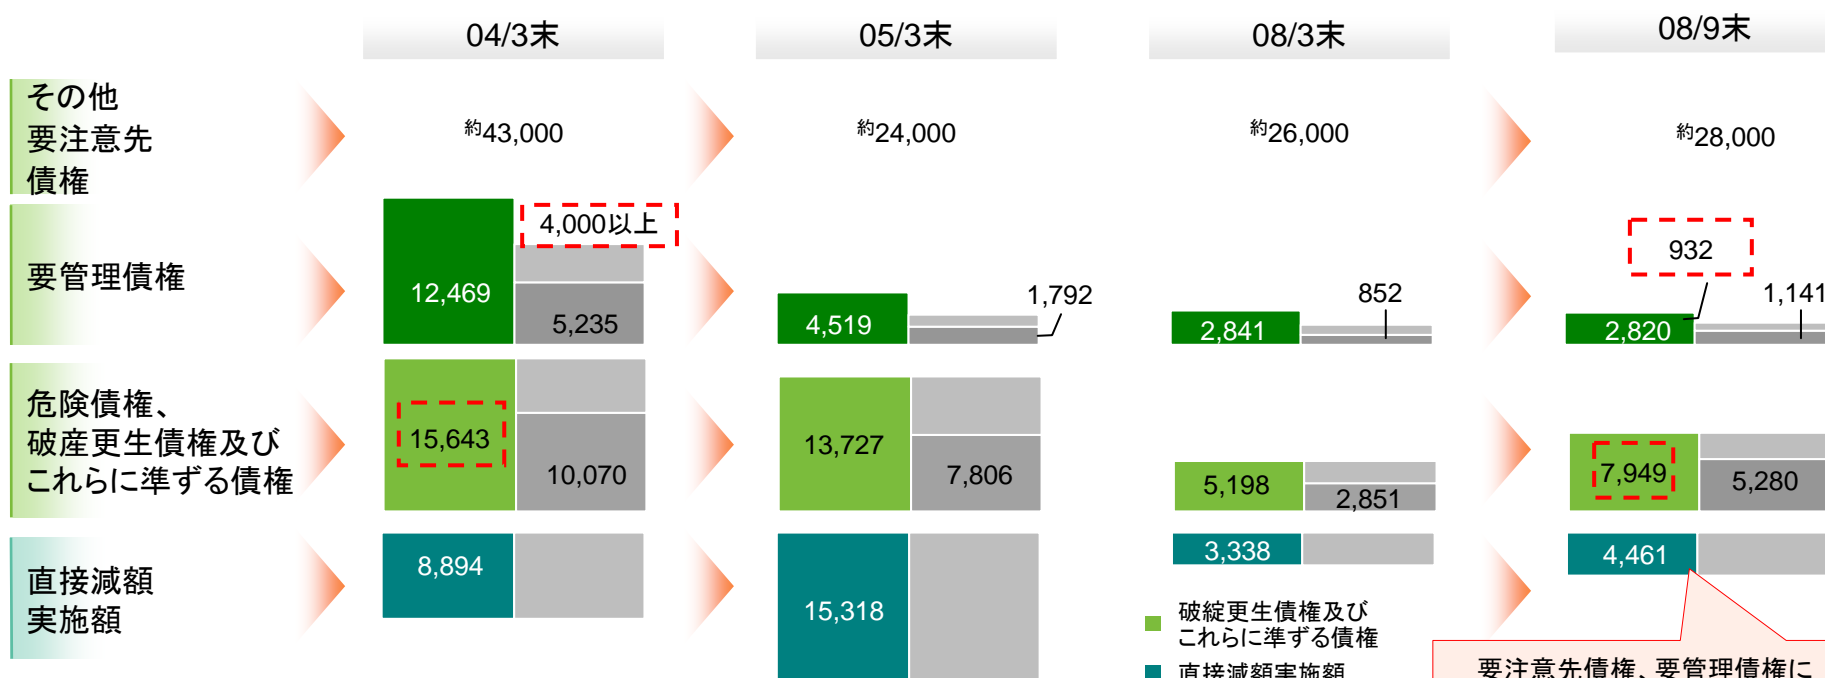 04/3末
05/3末
08/3末
08/9末
その他
要注意先
債権
約43,000
約24,000
約26,000
約28,000
要管理債権
12,469
4,000以上
5,235
4,519
1,792
2,841
852
932
2,820
1,141
危険債権、
破産更生債権及び
これらに準ずる債権
15,643
10,070
13,727
7,806
5,198
2,851
7,949
5,280
直接減額
実施額
8,894
15,318
3,338
4,461
破綻更生債権及び
これらに準ずる債権
直接減額実施額
要注意先債権、要管理債権に